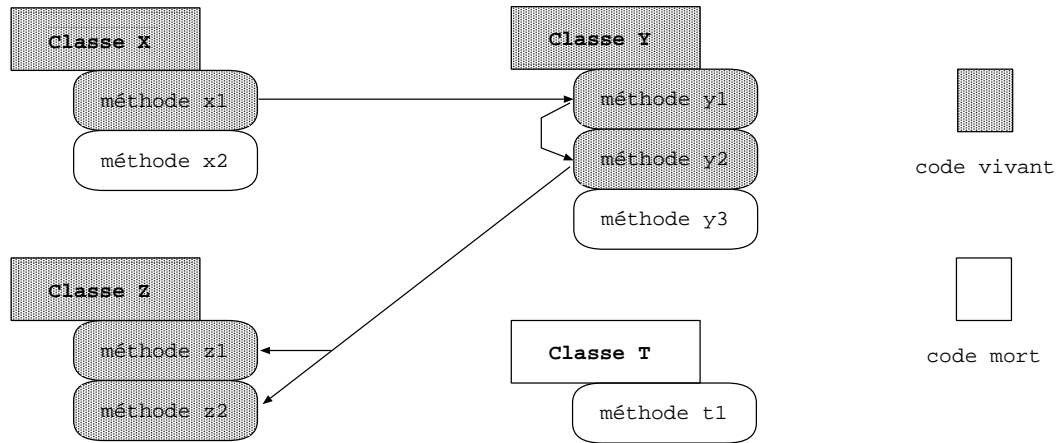 Classe X
méthode x1
méthode x2
Classe Y
méthode y1
méthode y2
méthode y3
Classe Z
méthode z1
méthode z2
Classe T
méthode t1
code vivant
code mort